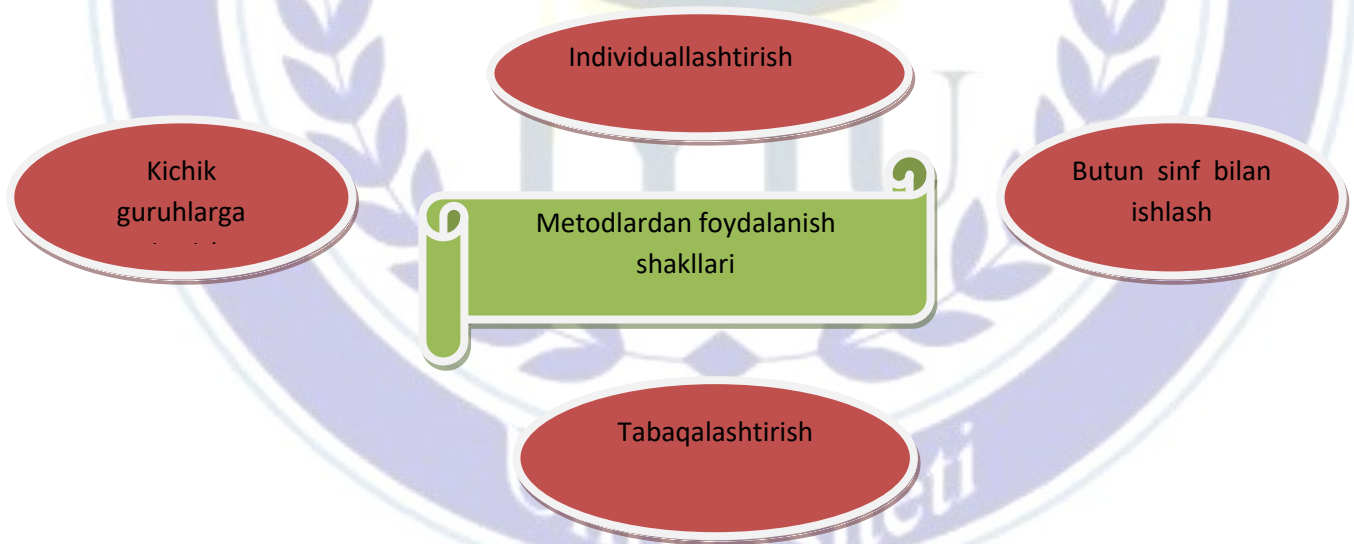 Individuallashtirish
Kichik
guruhlarga
Butun sinf bilan
ishlash
Metodlardan foydalanish
shakllari
Tabaqalashtirish